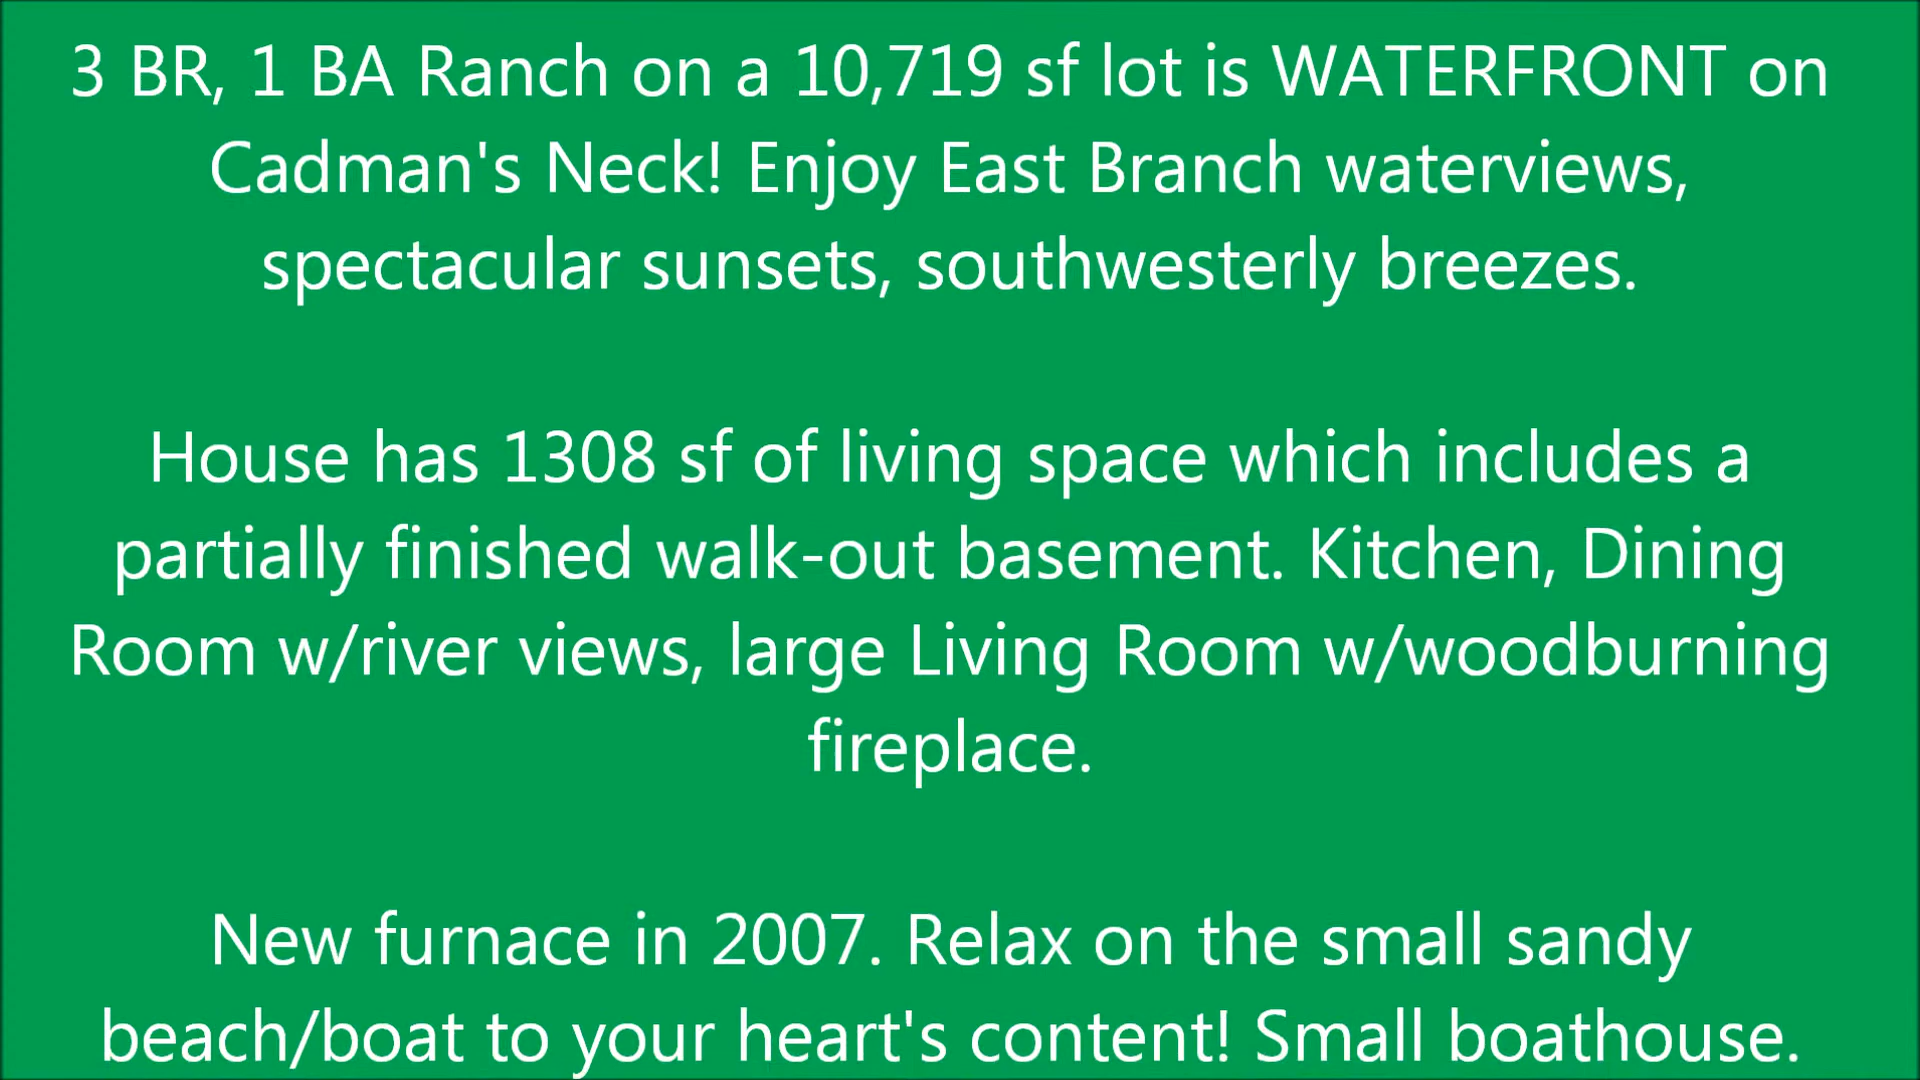 3 BR, 1 BA Ranch on a 10,719 sf lot is WATERFRONT on
Cadman's Neck! Enjoy East Branch waterviews,
spectacular sunsets, southwesterly breezes.
House has 1308 sf of living space which includes a
partially finished walk-out basement. Kitchen, Dining
Room w/river views, large Living Room w/woodburning
fireplace.
New furnace in 2007. Relax on the small sandy
beach/boat to your heart's content! Small boathouse.